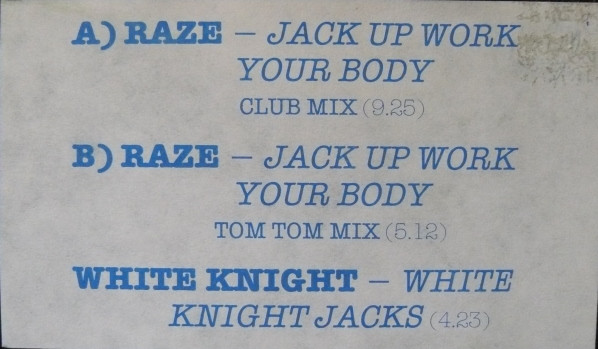 A) RAZE – JACK UP WORK
YOUR BODY
CLUB MIX (9.25)
B) RAZE – JACK UP WORK
YOUR BODY
TOM TOM MIX (5.12)
WHITE KNIGHT – WHITE
KNIGHT JACKS (4.23)